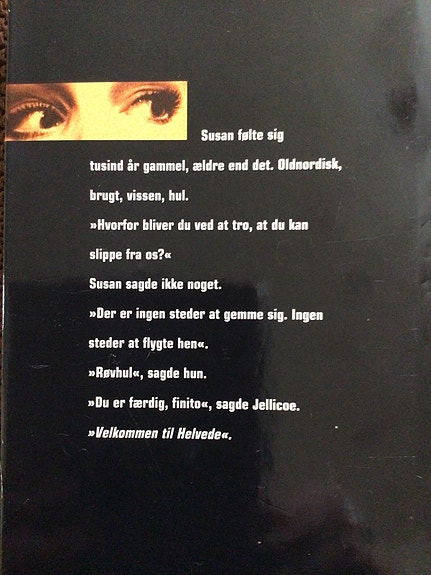 Susan følte sig
tusind år gammel, ældre end det. Oldnordisk,
brugt, vissen, hul.
»Hvorfor bliver du ved at tro, at du kan
slippe fra os?«
Susan sagde ikke noget.
»Der er ingen steder at gemme sig. Ingen
steder at flygte hen«.
»Røvhul«, sagde hun.
»Du er færdig, finito«, sagde Jellicoe.
»Velkommen til Helvede«.